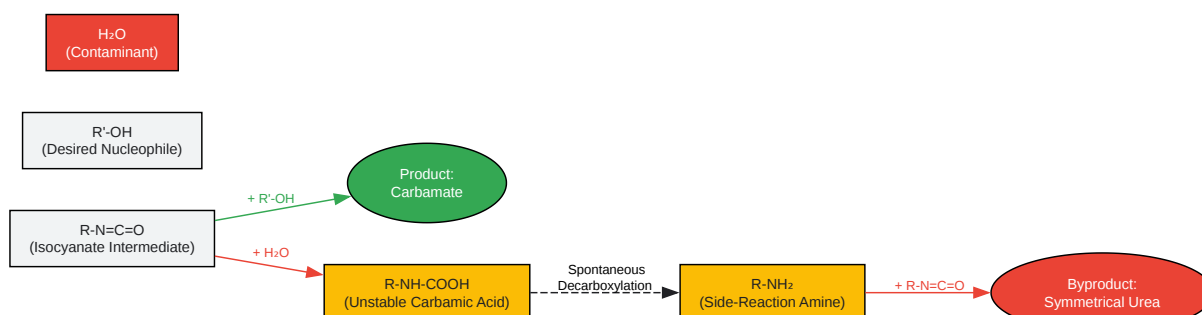 H₂O
(Contaminant)
R'-OH
(Desired Nucleophile)
R-N=C=O
(Isocyanate Intermediate)
+ R'-OH
Product:
Carbamate
+ H₂O
R-NH-COOH
(Unstable Carbamic Acid)
Spontaneous
Decarboxylation
R-NH₂
(Side-Reaction Amine)
+ R-N=C=O
Byproduct:
Symmetrical Urea